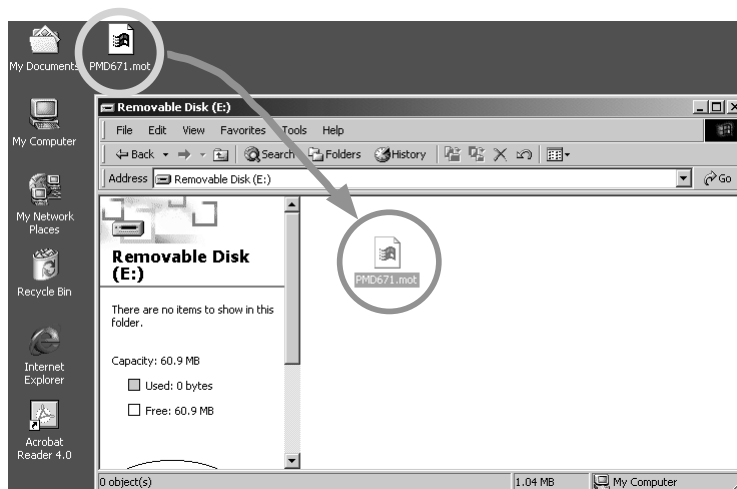 My Documents
PMD671.mot
My Computer
My Network
Places
Recycle Bin
Internet
Explorer
Acrobat
Reader 4.0
Removable Disk (E:)
File Edit View Favorites Tools Help
Back Search Folders History
Address Removable Disk (E:) Go
Removable Disk
(E:)
There are no items to show in this
folder.
Capacity: 60.9 MB
Used: 0 bytes
Free: 60.9 MB
PMD671.mot
0 object(s) 1.04 MB My Computer